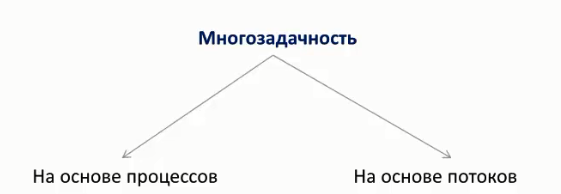 Многозадачность
На основе процессов
На основе потоков